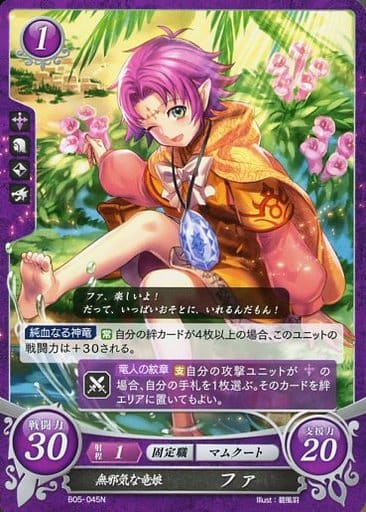 1
ファ、楽しいよ!
だって、いっぱいおそとに、いれるんだもん!
純血なる神竜 常 自分の絆カードが4枚以上の場合、このユニットの
戦闘力は+30される。
竜人の紋章 支 自分の攻撃ユニットが の
場合、自分の手札を1枚選ぶ。そのカードを絆
エリアに置いてもよい。
戦闘力
30
射程 1
固定職
マムクート
支援力
20
無邪気な竜娘 ファ
B05-045N
Illust:碧風羽